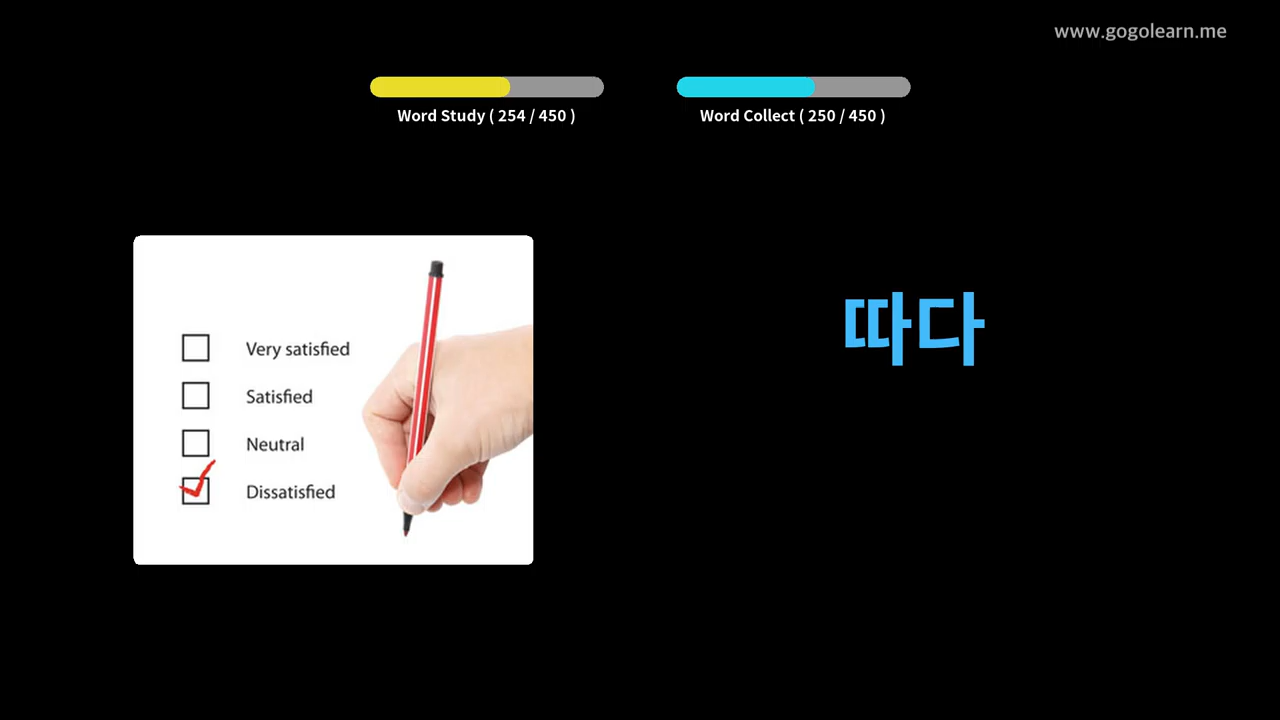 www.gogolearn.me
Word Study ( 254 / 450 )
Word Collect ( 250 / 450 )
Very satisfied
Satisfied
Neutral
Dissatisfied
따다